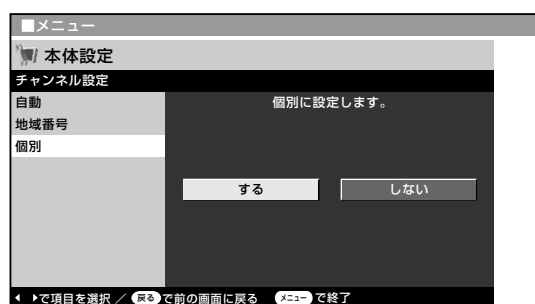 ■メニュー
本体設定
チャンネル設定
自動
地域番号
個別
個別に設定します。
する
しない
で項目を選択 ／ 戻る で前の画面に戻る メニュー で終了